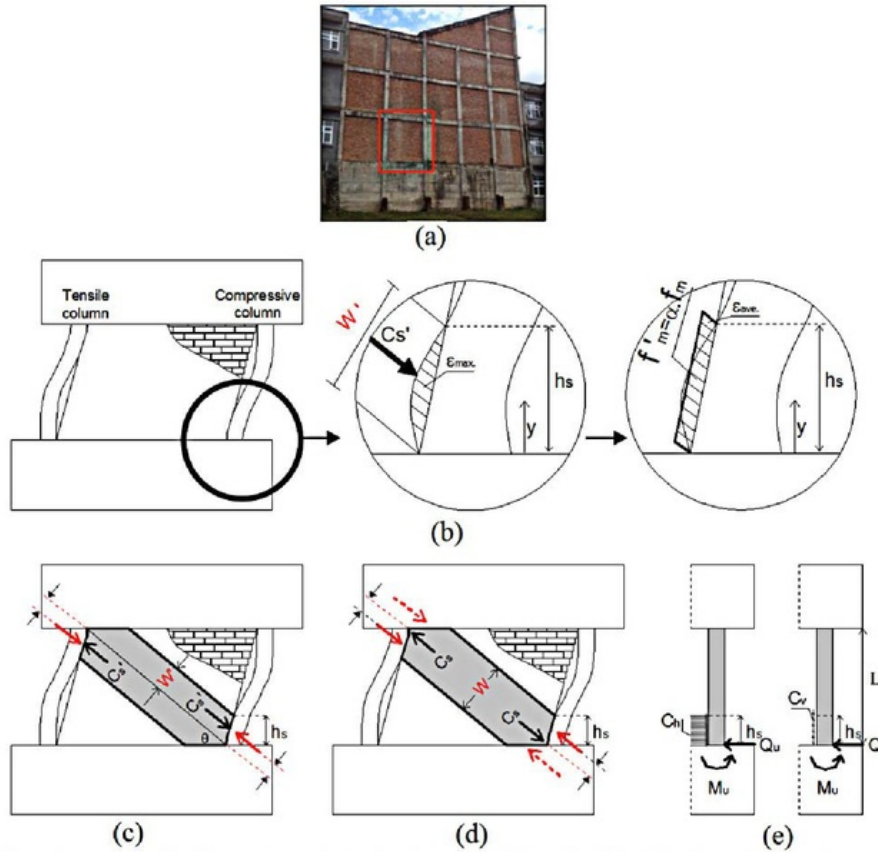 (a)
Tensile
column
Compressive
column
W'
Cs'
εmax.
hs
y
f'm=α.fm
εave.
hs
y
(b)
Cs'
W'
Cs'
θ
hs
(c)
Cs
W
Cs
hs
(d)
Ch
hs
Qu
Mu
Cv
hs
Q
Mu
L
(e)